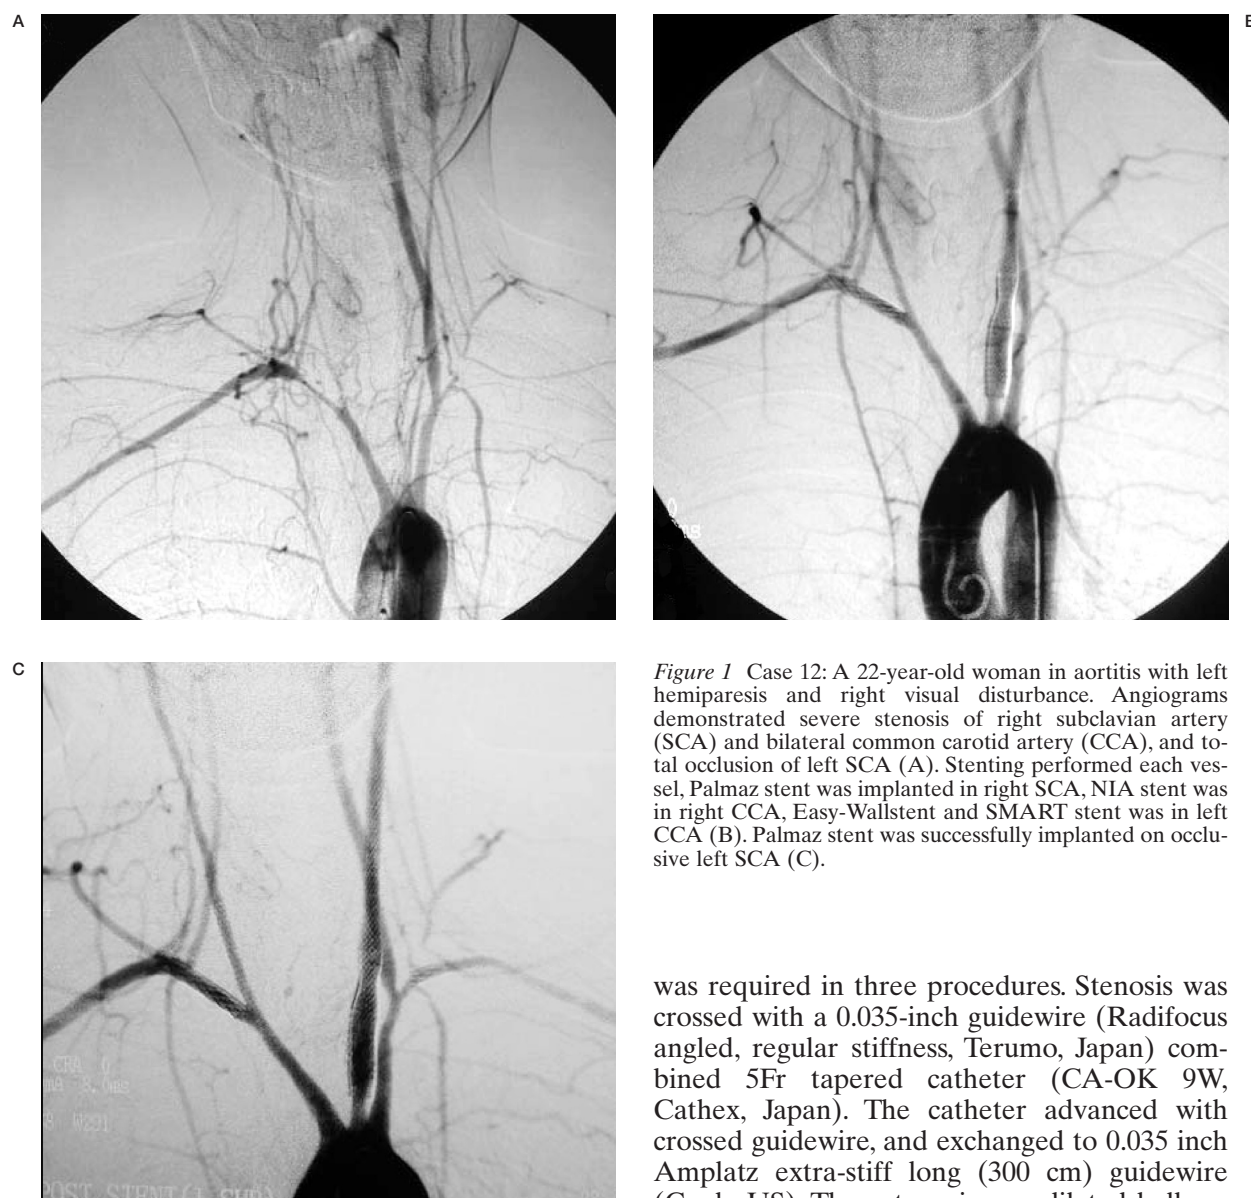 A
B
C
Figure 1 Case 12: A 22-year-old woman in aortitis with left
hemiparesis and right visual disturbance. Angiograms
demonstrated severe stenosis of right subclavian artery
(SCA) and bilateral common carotid artery (CCA), and to-
tal occlusion of left SCA (A). Stenting performed each ves-
sel, Palmaz stent was implanted in right SCA, NIA stent was
in right CCA, Easy-Wallstent and SMART stent was in left
CCA (B). Palmaz stent was successfully implanted on occlu-
sive left SCA (C).
CRA 0
8.0ms
W291
POST STENT
was required in three procedures. Stenosis was
crossed with a 0.035-inch guidewire (Radifocus
angled, regular stiffness, Terumo, Japan) com-
bined 5Fr tapered catheter (CA-OK 9W,
Cathex, Japan). The catheter advanced with
crossed guidewire, and exchanged to 0.035 inch
Amplatz extra-stiff long (300 cm) guidewire